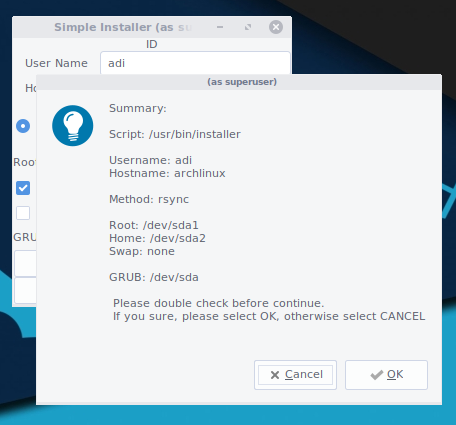 Simple Installer (as su
ID
User Name
adi
Root
GRU
(as superuser)
Summary:
Script: /usr/bin/installer
Username: adi
Hostname: archlinux
Method: rsync
Root: /dev/sda1
Home: /dev/sda2
Swap: none
GRUB: /dev/sda
Please double check before continue.
If you sure, please select OK, otherwise select CANCEL
Cancel
OK